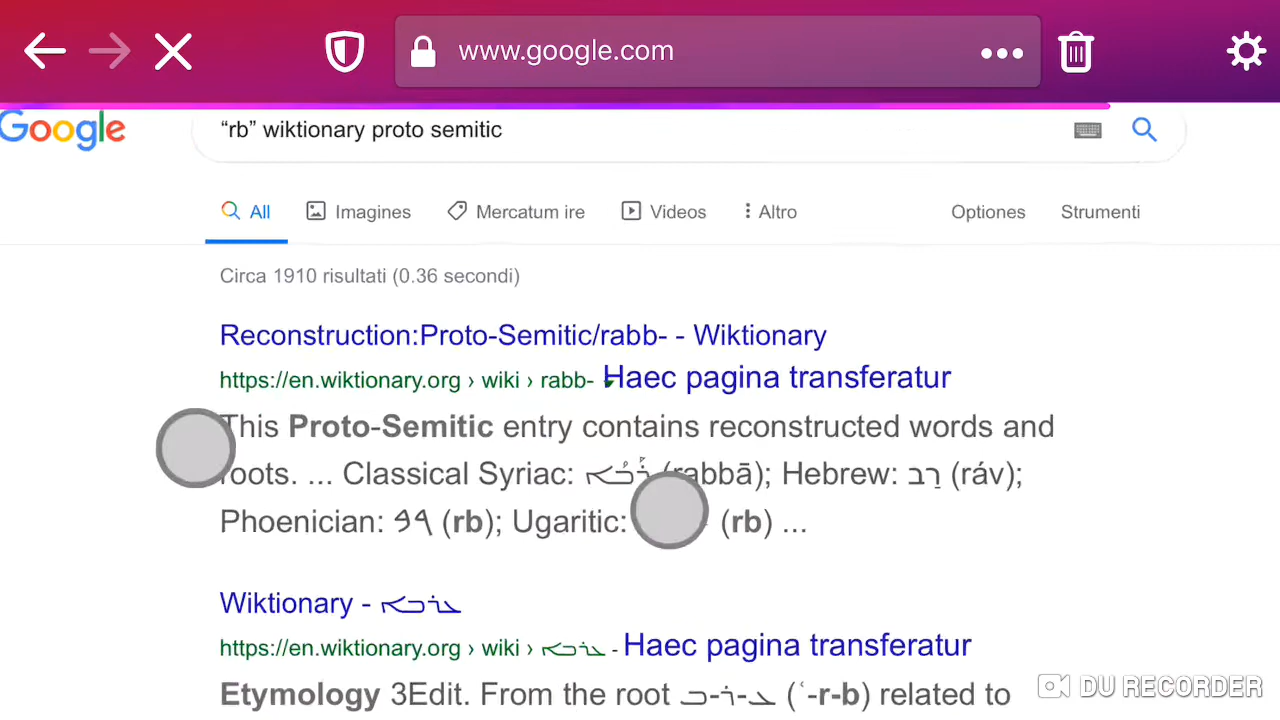 www.google.com
Google “rb” wiktionary proto semitic
All Imagines Mercatum ire Videos Altro Optiones Strumenti
Circa 1910 risultati (0.36 secondi)
Reconstruction:Proto-Semitic/rabb- - Wiktionary
https://en.wiktionary.org › wiki › rabb- Haec pagina transferatur
This Proto-Semitic entry contains reconstructed words and
roots. ... Classical Syriac: (rabbā); Hebrew: רַב (ráv);
Phoenician: 𐤓𐤁 (rb); Ugaritic: (rb) ...
Wiktionary - ܥܪܒܐ
https://en.wiktionary.org › wiki › ܥܪܒܐ - Haec pagina transferatur
Etymology 3Edit. From the root ܥ-ܪ-ܒ (ʿ-r-b) related to
DU RECORDER